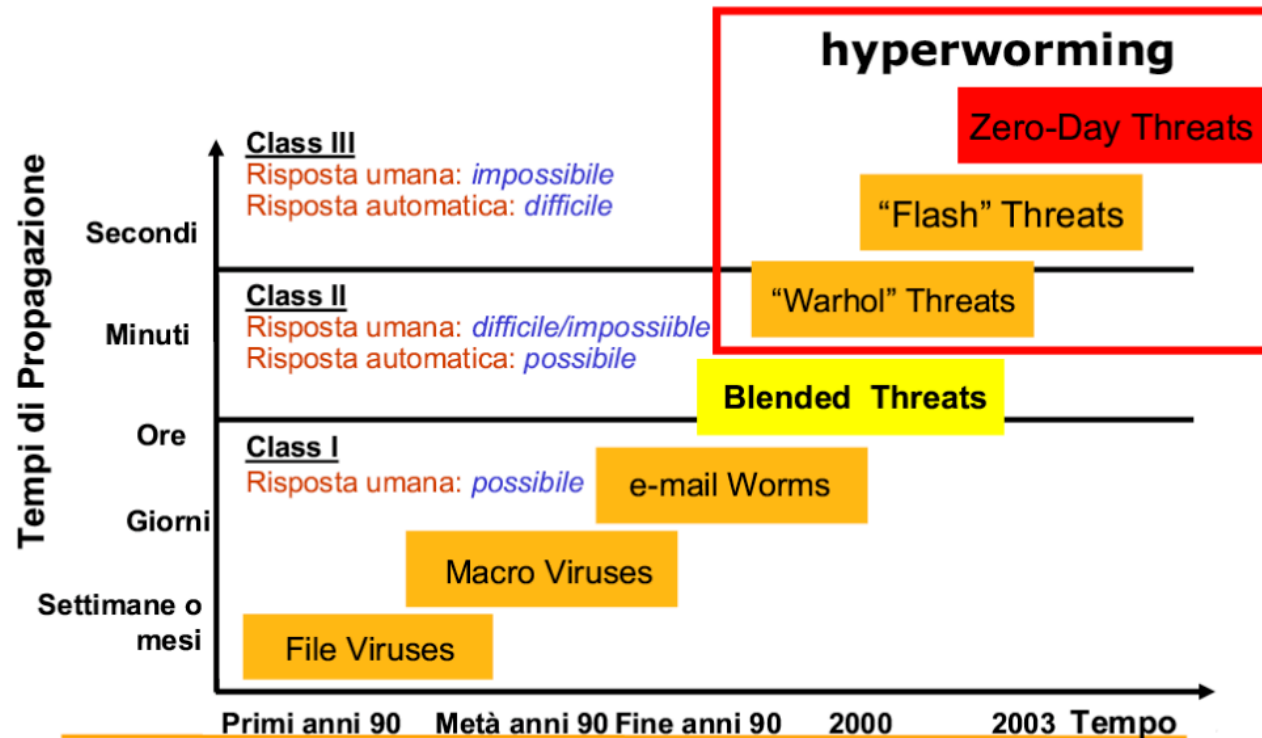 hyperworming
Zero-Day Threats
Class III
Risposta umana: impossibile
Risposta automatica: difficile
“Flash” Threats
Secondi
Class II
Risposta umana: difficile/impossiible
Risposta automatica: possibile
“Warhol” Threats
Minuti
Blended Threats
Ore
Class I
Risposta umana: possibile
e-mail Worms
Giorni
Macro Viruses
Settimane o
mesi
File Viruses
Tempi di Propagazione
Primi anni 90 Metà anni 90 Fine anni 90 2000 2003 Tempo